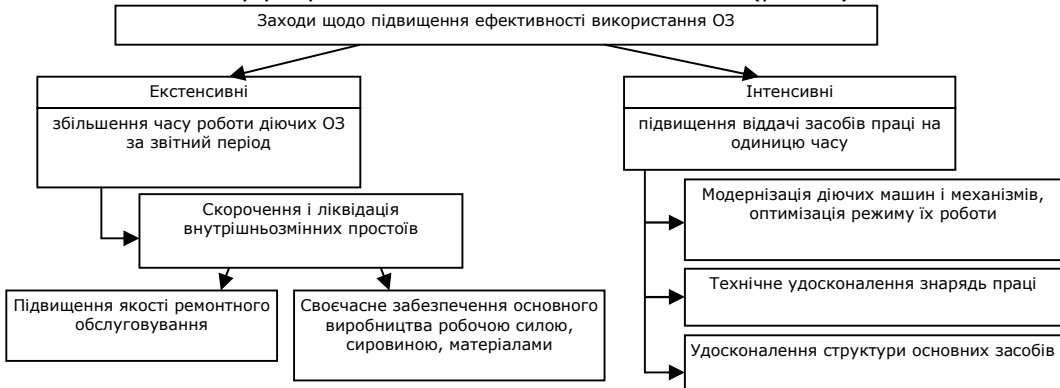 Заходи щодо підвищення ефективності використання ОЗ
Екстенсивні
збільшення часу роботи діючих ОЗ
за звітний період
Скорочення і ліквідація
внутрішньозмінних простоїв
Підвищення якості ремонтного
обслуговування
Своєчасне забезпечення основного
виробництва робочою силою,
сировиною, матеріалами
Інтенсивні
підвищення віддачі засобів праці на
одиницю часу
Модернізація діючих машин і механізмів,
оптимізація режиму їх роботи
Технічне удосконалення знарядь праці
Удосконалення структури основних засобів